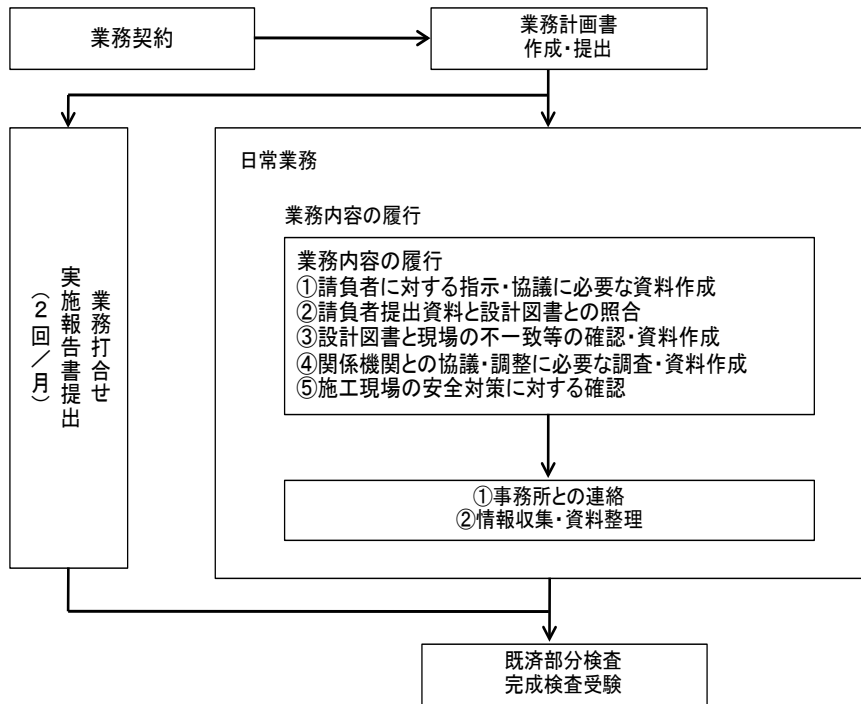 業務契約
業務計画書
作成・提出
業務打合せ
実施報告書提出
（２回／月）
日常業務
業務内容の履行
業務内容の履行
①請負者に対する指示・協議に必要な資料作成
②請負者提出資料と設計図書との照合
③設計図書と現場の不一致等の確認・資料作成
④関係機関との協議・調整に必要な調査・資料作成
⑤施工現場の安全対策に対する確認
①事務所との連絡
②情報収集・資料整理
既済部分検査
完成検査受験